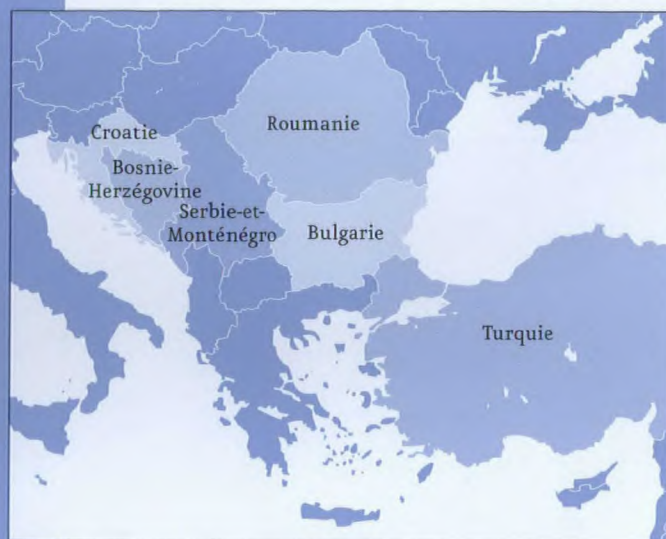 Croatie
Roumanie
Bosnie-
Herzégovine
Serbie-et-
Monténégro
Bulgarie
Turquie